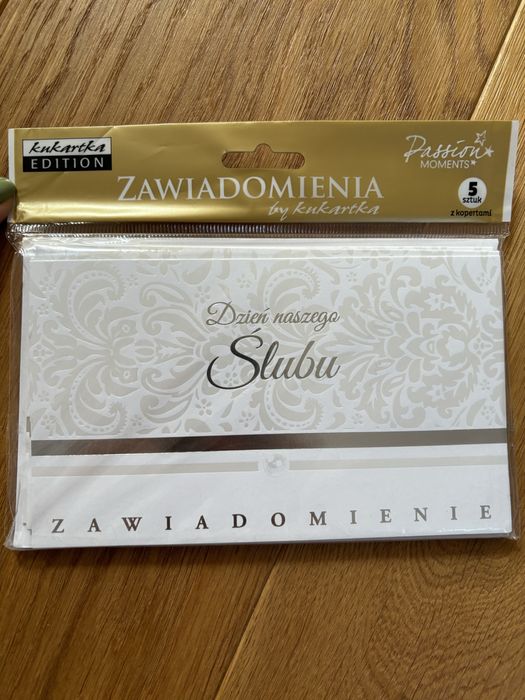 kukartka
EDITION
Passion
MOMENTS
ZAWIADOMIENIA
by kukartka
5
sztuk
z kopertami
Dzień naszego
Ślubu
ZAWIADOMIENIE